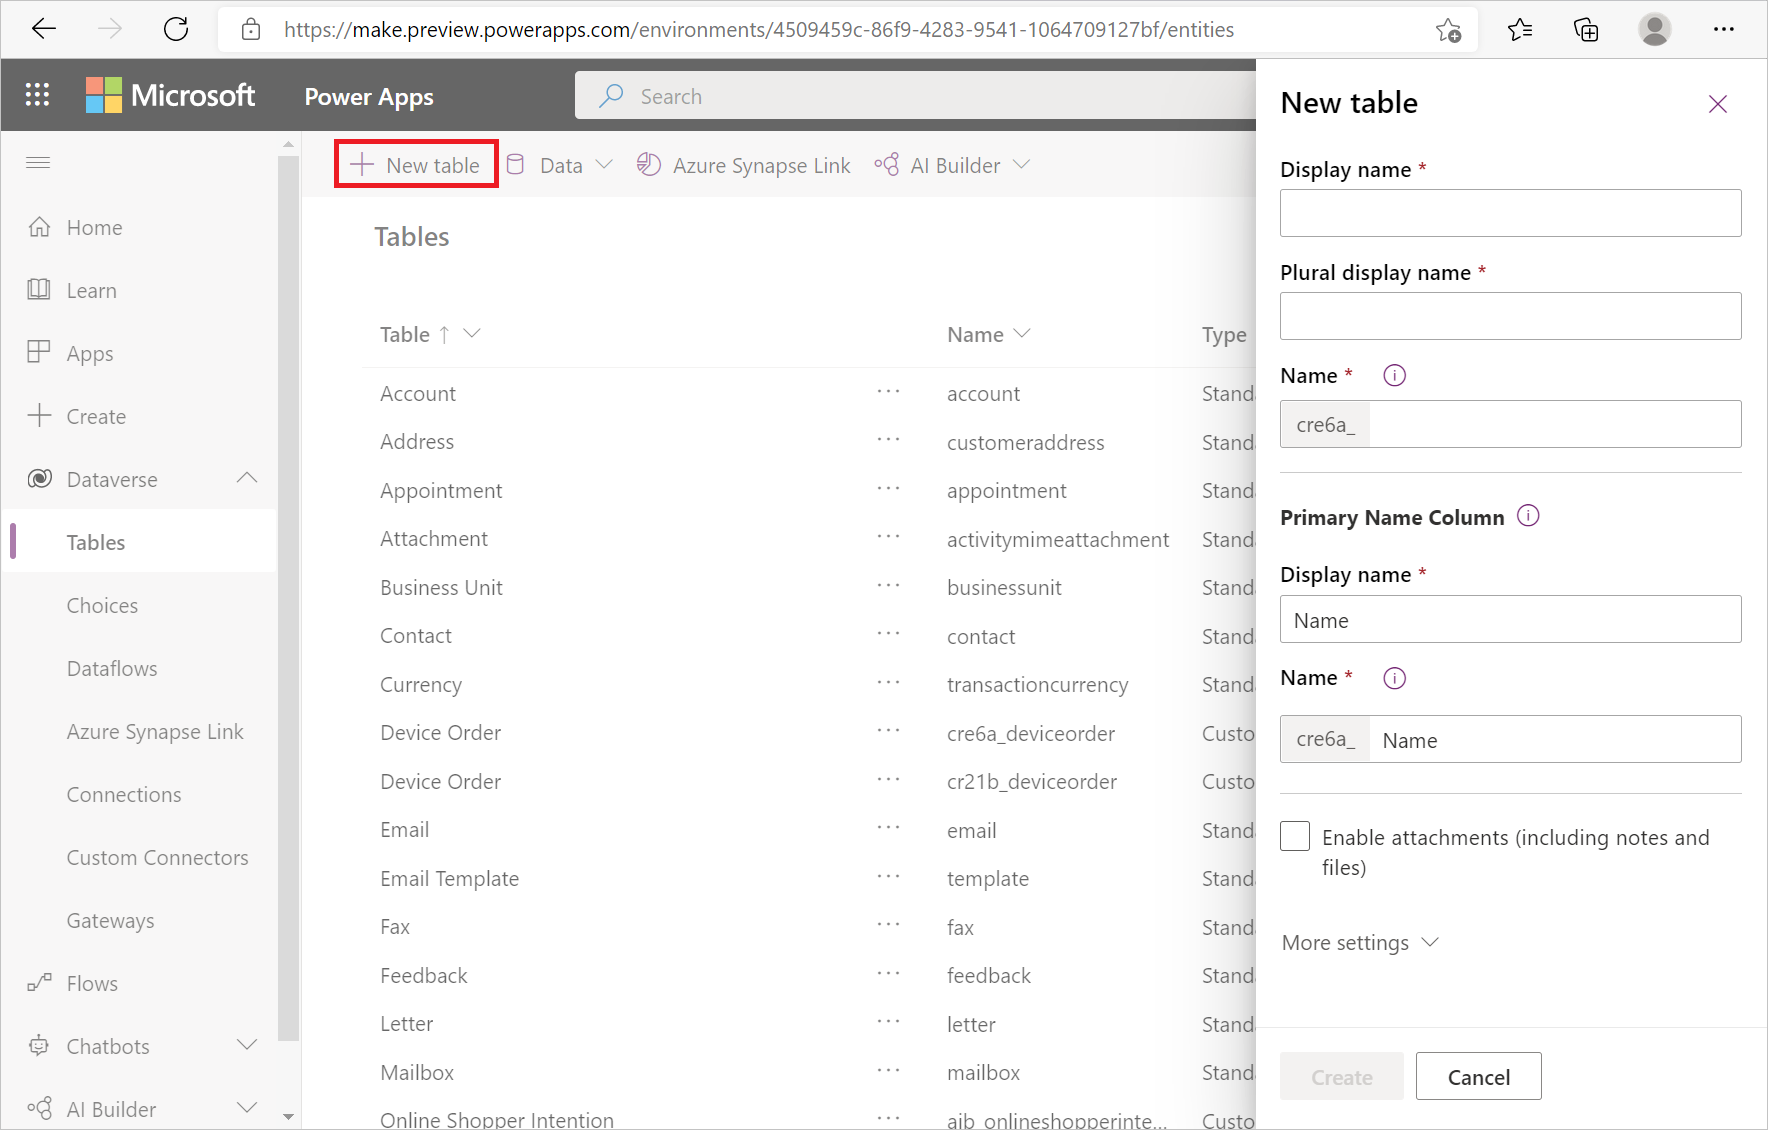 https://make.preview.powerapps.com/environments/4509459c-86f9-4283-9541-1064709127bf/entities
Microsoft
Power Apps
Search
Home
Learn
Apps
Create
Dataverse
Tables
Choices
Dataflows
Azure Synapse Link
Connections
Custom Connectors
Gateways
Flows
Chatbots
AI Builder
New table
Data
Azure Synapse Link
AI Builder
Tables
Table ↑ Name Type
Account ... account Stand
Address ... customeraddress Stand
Appointment ... appointment Stand
Attachment ... activitymimeattachment Stand
Business Unit ... businessunit Stand
Contact ... contact Stand
Currency ... transactioncurrency Stand
Device Order ... cre6a_deviceorder Custo
Device Order ... cr21b_deviceorder Custo
Email ... email Stand
Email Template ... template Stand
Fax ... fax Stand
Feedback ... feedback Stand
Letter ... letter Stand
Mailbox ... mailbox Stand
Online Shopper Intention ... aib_onlineshopperinte... Custo
New table
Display name *
Plural display name *
Name *
cre6a_
Primary Name Column
Display name *
Name
Name *
cre6a_ Name
Enable attachments (including notes and
files)
More settings
Create
Cancel